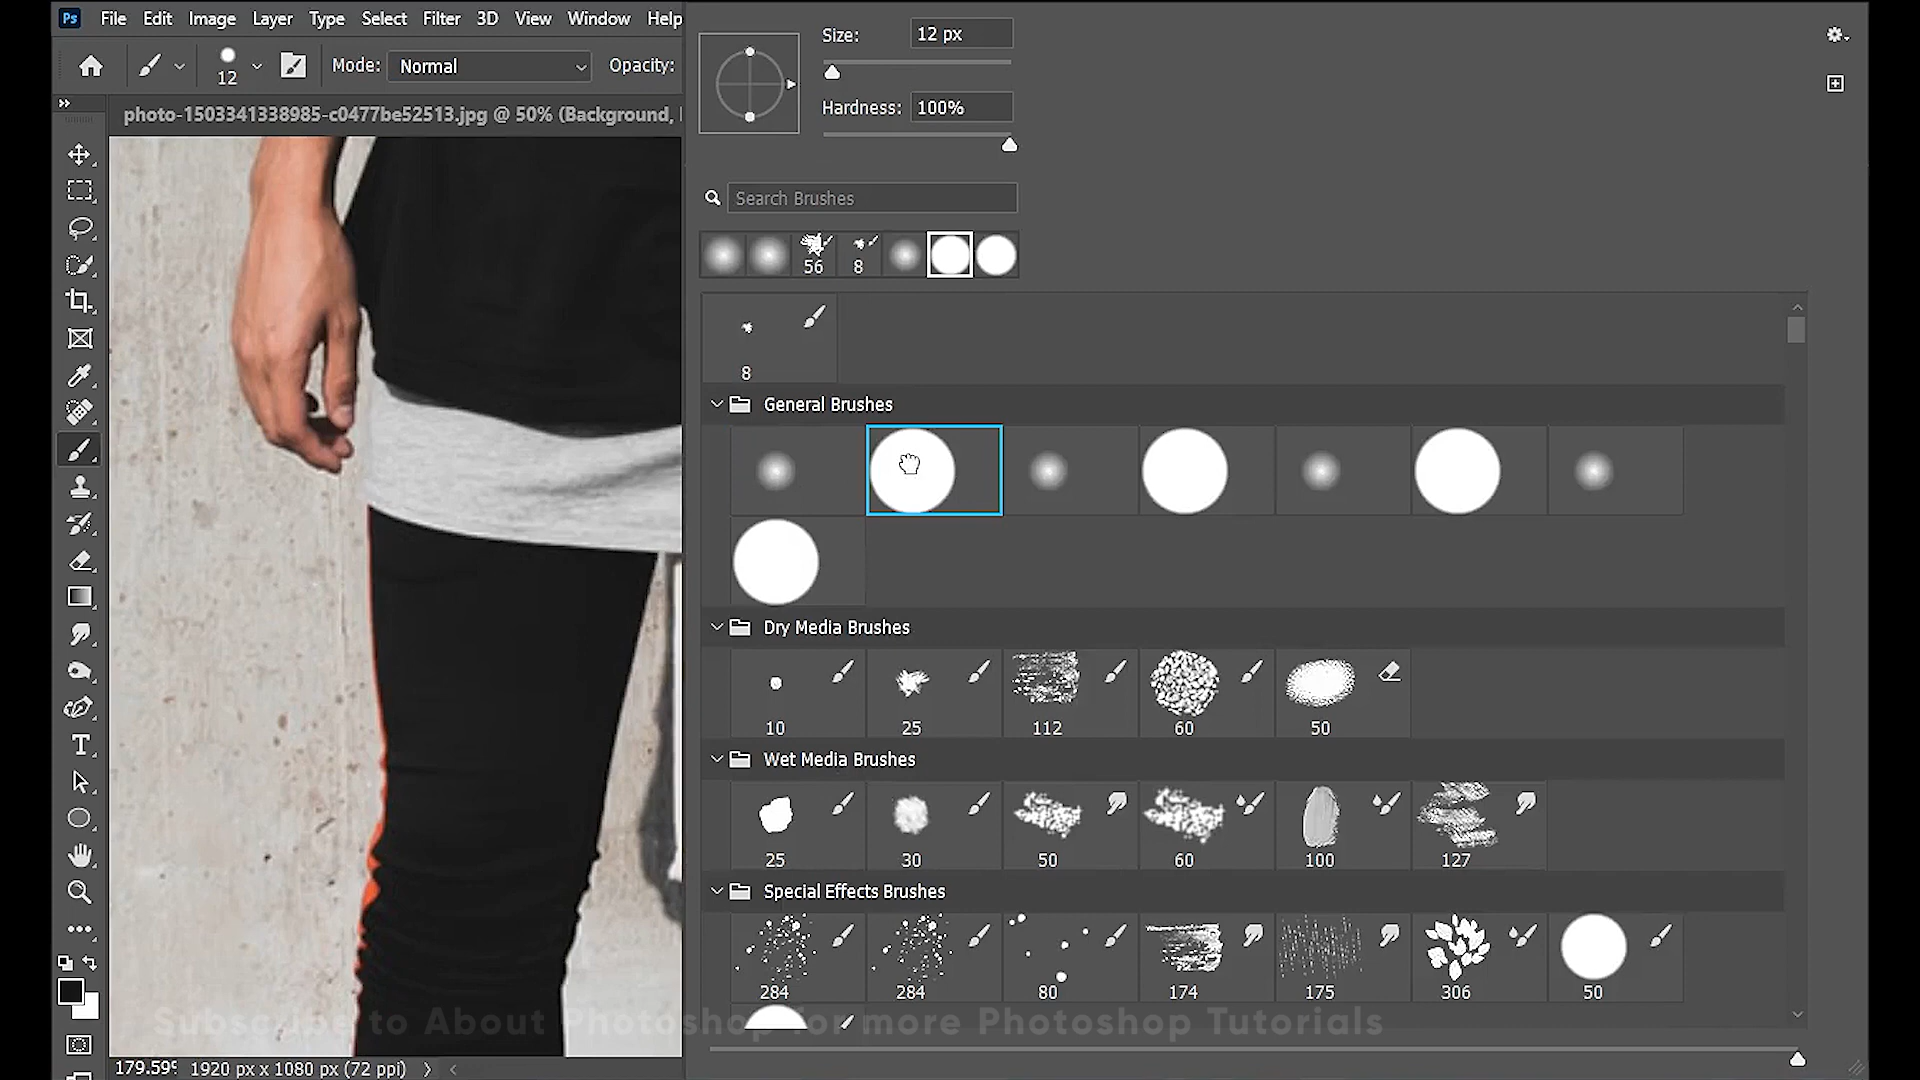 Ps File Edit Image Layer Type Select Filter 3D View Window Help
12 Mode: Normal Opacity:
Size: 12 px
Hardness: 100%
photo-1503341338985-c0477be52513.jpg @ 50% (Background,
Search Brushes
56 8
8
General Brushes
Dry Media Brushes
10 25 112 60 50
Wet Media Brushes
25 30 50 60 100 127
Special Effects Brushes
284 284 80 174 175 306 50
Subscribe to About Photoshop for more Photoshop Tutorials
179.59% 1920 px x 1080 px (72 ppi)